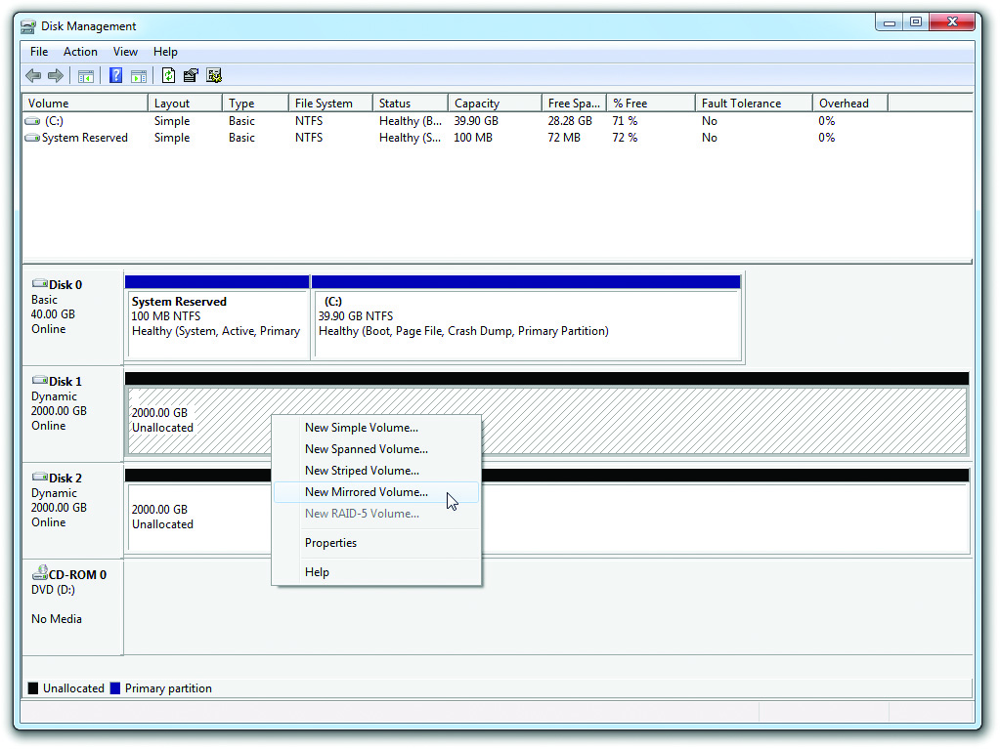 Disk Management
File Action View Help
Volume Layout Type File System Status Capacity Free Spa... % Free Fault Tolerance Overhead
(C:) Simple Basic NTFS Healthy (B... 39.90 GB 28.28 GB 71 % No 0%
System Reserved Simple Basic NTFS Healthy (S... 100 MB 72 MB 72 % No 0%
Disk 0
Basic
40.00 GB
Online
System Reserved
100 MB NTFS
Healthy (System, Active, Primary
(C:)
39.90 GB NTFS
Healthy (Boot, Page File, Crash Dump, Primary Partition)
Disk 1
Dynamic
2000.00 GB
Online
2000.00 GB
Unallocated
New Simple Volume...
New Spanned Volume...
New Striped Volume...
New Mirrored Volume...
New RAID-5 Volume...
Properties
Help
Disk 2
Dynamic
2000.00 GB
Online
2000.00 GB
Unallocated
CD-ROM 0
DVD (D:)
No Media
Unallocated Primary partition